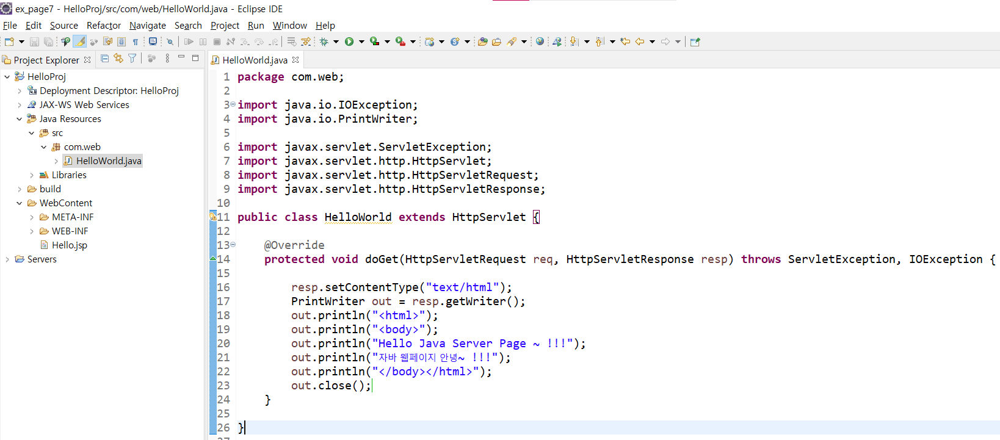 ex_page7 - HelloProj/src/com/web/HelloWorld.java - Eclipse IDE
File Edit Source Refactor Navigate Search Project Run Window Help
Project Explorer
HelloProj
Deployment Descriptor: HelloProj
JAX-WS Web Services
Java Resources
src
com.web
HelloWorld.java
Libraries
build
WebContent
META-INF
WEB-INF
Hello.jsp
Servers
HelloWorld.java
1 package com.web;
2
3 import java.io.IOException;
4 import java.io.PrintWriter;
5
6 import javax.servlet.ServletException;
7 import javax.servlet.http.HttpServlet;
8 import javax.servlet.http.HttpServletRequest;
9 import javax.servlet.http.HttpServletResponse;
10
11 public class HelloWorld extends HttpServlet {
12
13     @Override
14     protected void doGet(HttpServletRequest req, HttpServletResponse resp) throws ServletException, IOException {
15
16         resp.setContentType("text/html");
17         PrintWriter out = resp.getWriter();
18         out.println("<html>");
19         out.println("<body>");
20         out.println("Hello Java Server Page ~ !!!");
21         out.println("자바 웹페이지 안녕~ !!!");
22         out.println("</body></html>");
23         out.close();
24     }
25
26 }